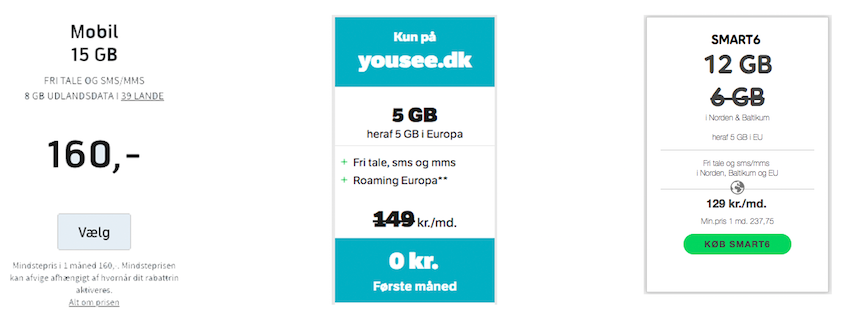 Mobil
15 GB
FRI TALE OG SMS/MMS
8 GB UDLANDSDATA I 39 LANDE
160,-
Vælg
Mindstepris i 1 måned 160,-. Mindsteprisen
kan afvige afhængigt af hvornår dit rabattrin
aktiveres.
Alt om prisen
Kun på
yousee.dk
5 GB
heraf 5 GB i Europa
+ Fri tale, sms og mms
+ Roaming Europa**
149 kr./md.
0 kr.
Første måned
SMART6
12 GB
6 GB
i Norden & Baltikum
heraf 5 GB i EU
Fri tale og sms/mms
i Norden, Baltikum og EU
129 kr./md.
Min.pris 1 md. 237,75
KØB SMART6